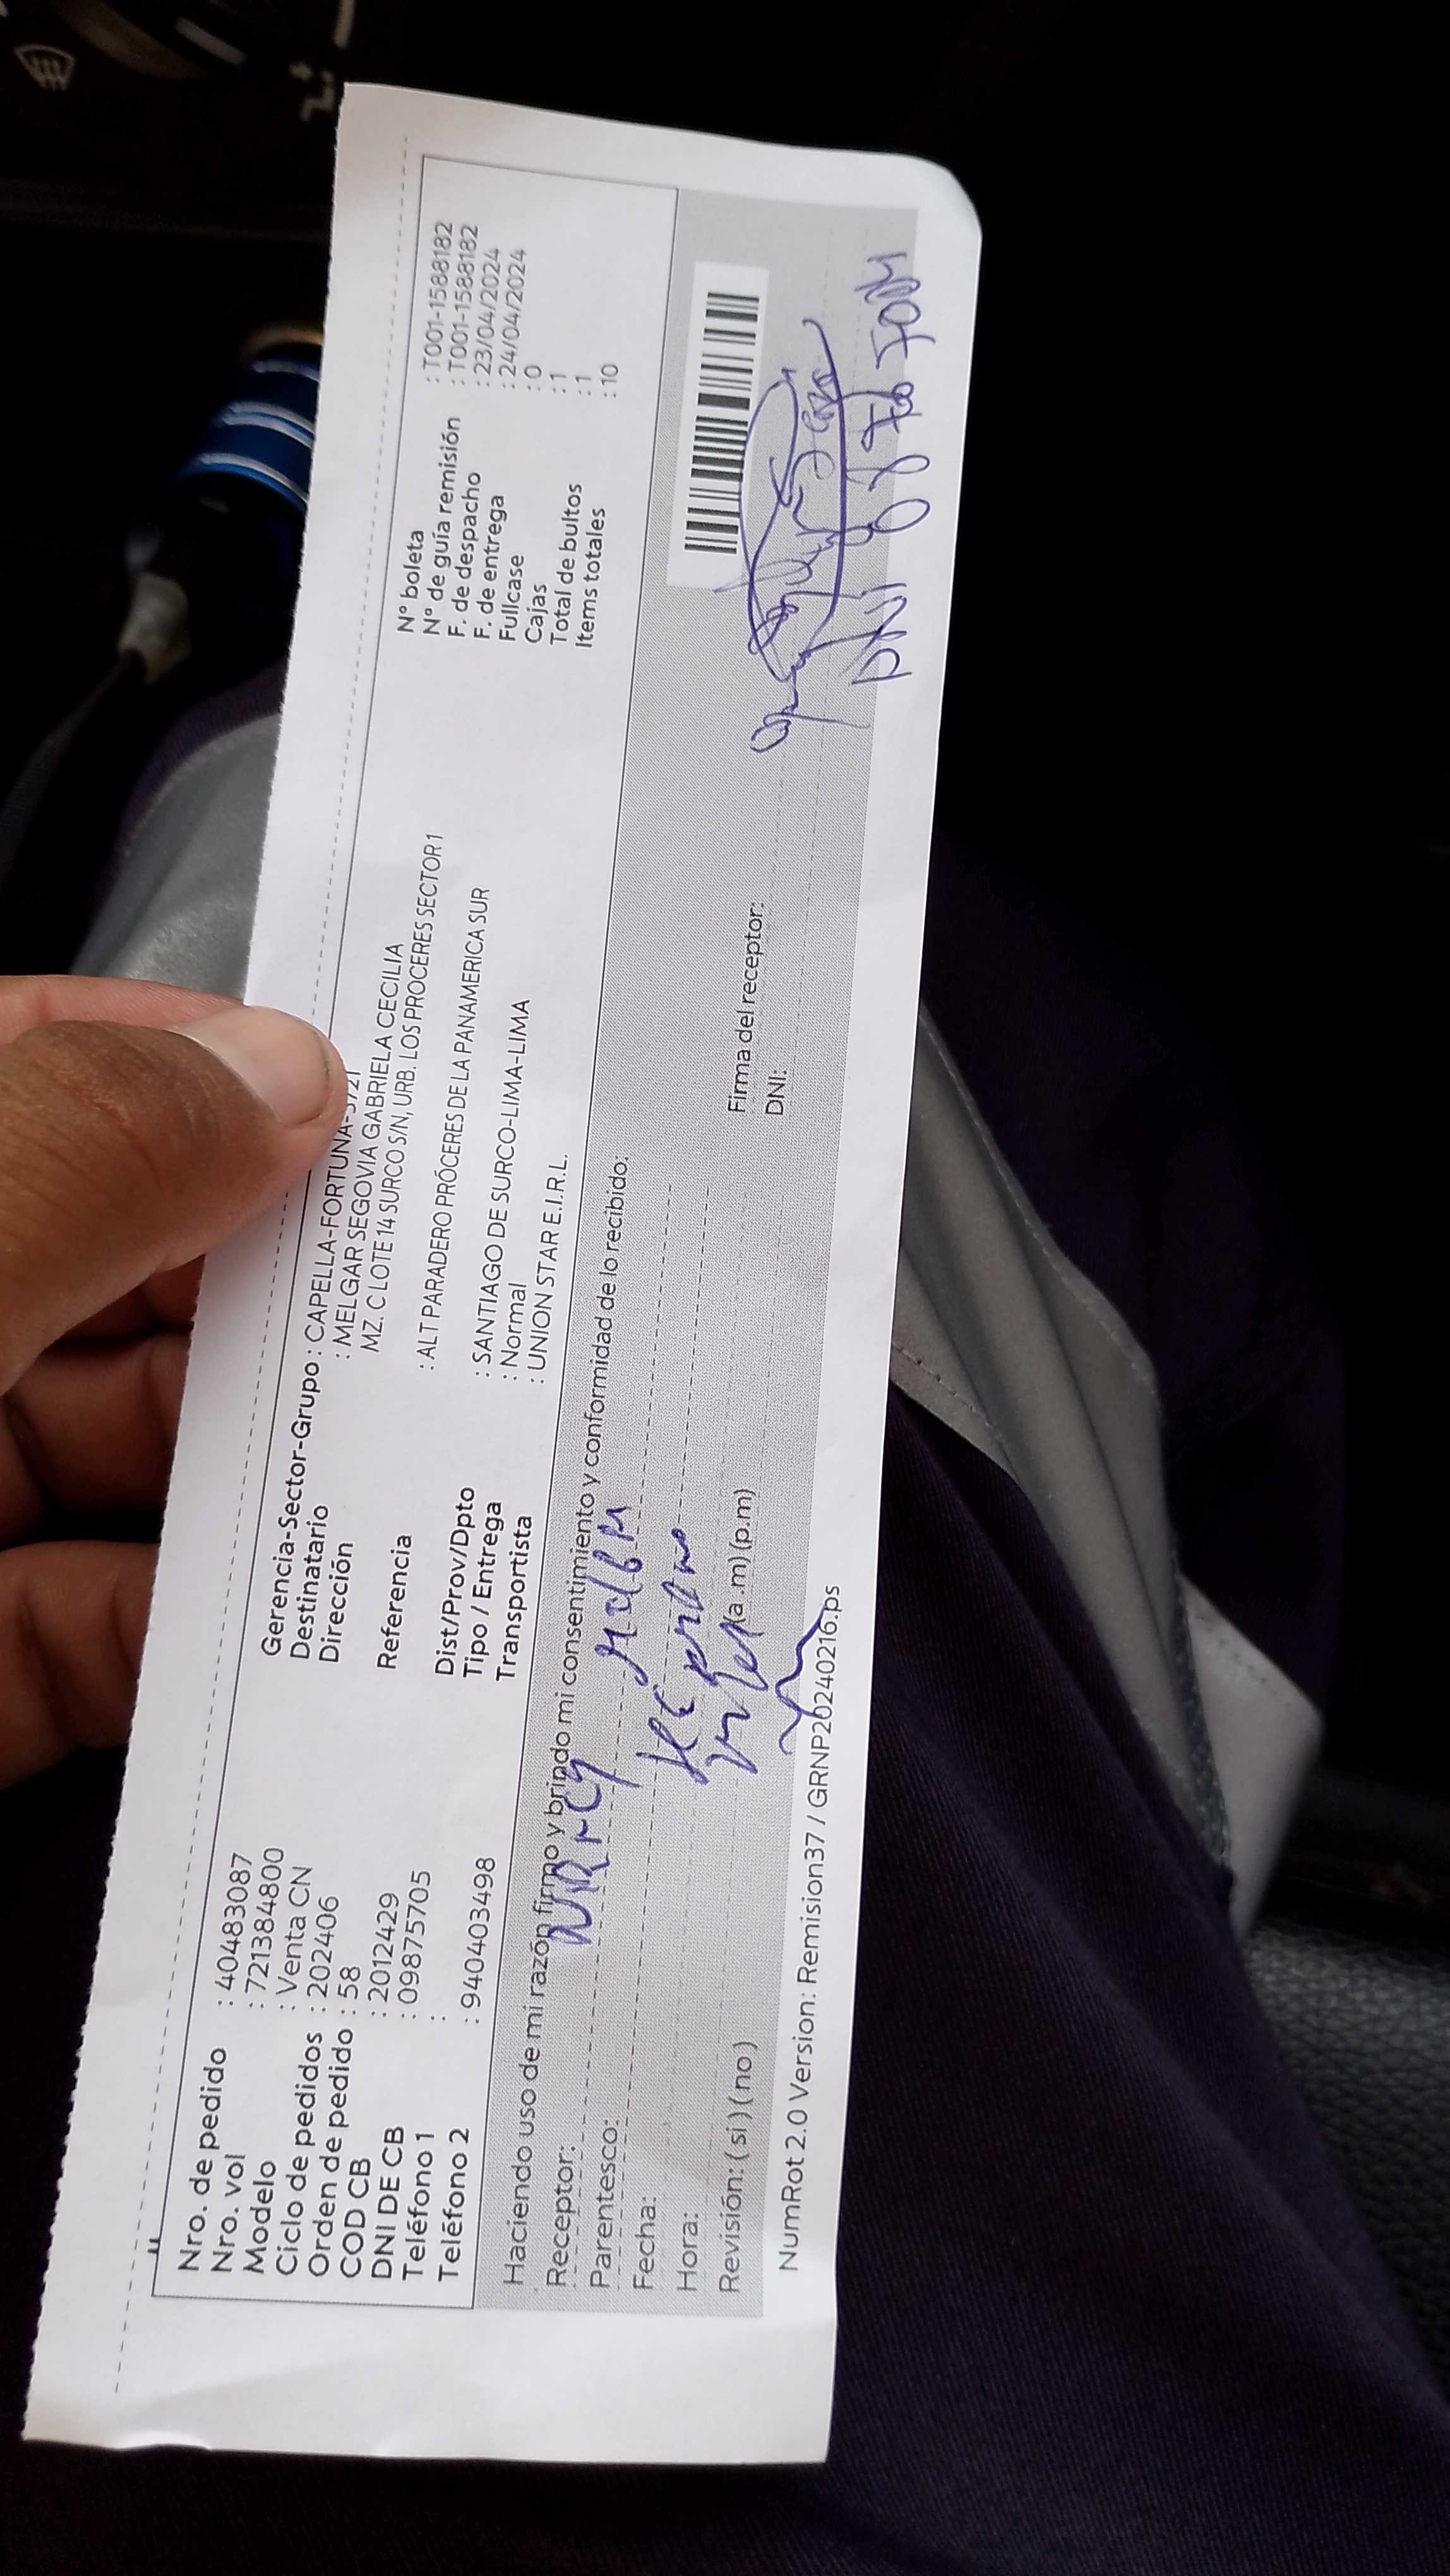 Nro. de pedido : 40483087
Nro. vol : 721384800
Modelo : Venta CN
Ciclo de pedidos : 202406
Orden de pedido : 58
COD CB : 2012429
DNI DE CB : 09875705
Teléfono 1 :
Teléfono 2 : 940403498
Gerencia-Sector-Grupo : CAPELLA-FORTUNA-
Destinatario : MELGAR SEGOVIA GABRIELA CECILIA
Dirección MZ. C LOTE 14 SURCO S/N, URB. LOS PROCERES SECTOR 1
Referencia : ALT PARADERO PRÓCERES DE LA PANAMERICA SUR
Dist/Prov/Dpto : SANTIAGO DE SURCO-LIMA-LIMA
Tipo / Entrega : Normal
Transportista : UNION STAR E.I.R.L.
N° boleta : T001-1588182
N° de guía remisión : T001-1588182
F. de despacho : 23/04/2024
F. de entrega : 24/04/2024
Fullcase : 0
Cajas : 1
Total de bultos : 1
Items totales : 10
Haciendo uso de mi razón firmo y brindo mi consentimiento y conformidad de lo recibido:
Receptor:
Parentesco:
Fecha:
Hora: (a.m) (p.m)
Revisión: (si) (no)
Firma del receptor:
DNI:
DNI
NumRot 2.0 Version: Remision37 / GRNP20240216.ps